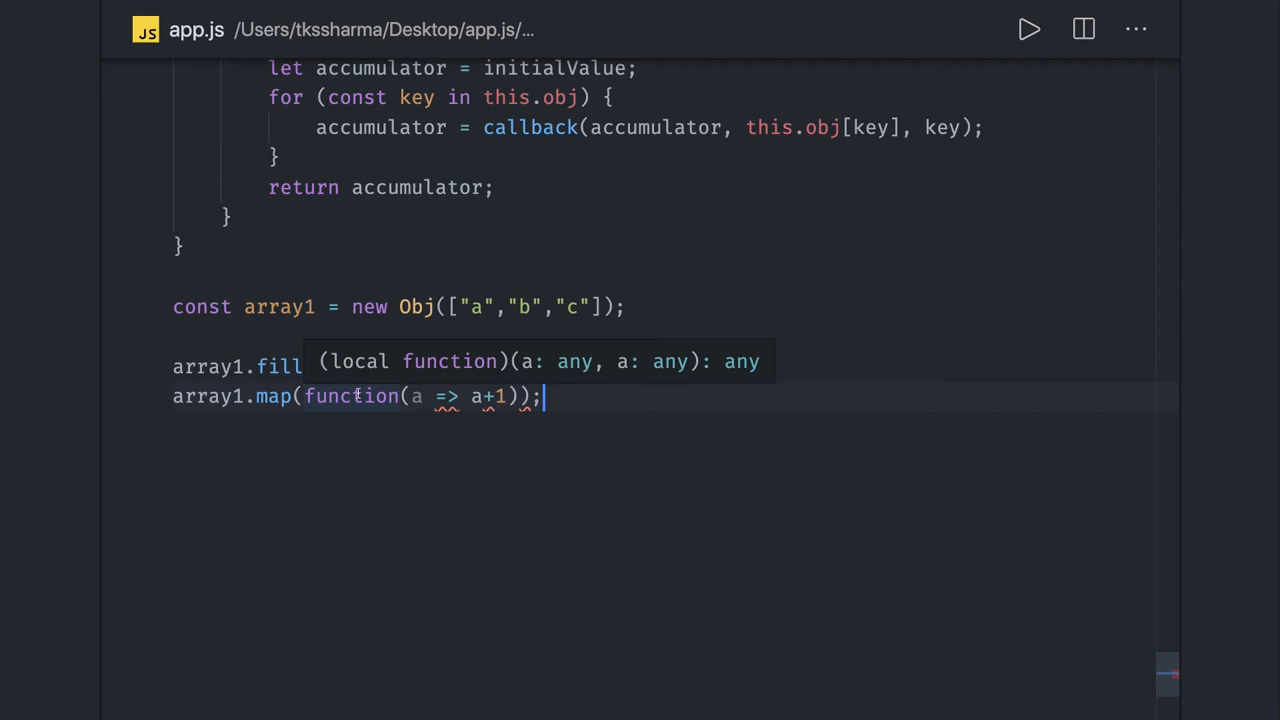 JS app.js /Users/tkssharma/Desktop/app.js/...
let accumulator = initialValue;
for (const key in this.obj) {
accumulator = callback(accumulator, this.obj[key], key);
}
return accumulator;
}
}
const array1 = new Obj(["a","b","c"]);
array1.fill
(local function)(a: any, a: any): any
array1.map(function(a => a+1));